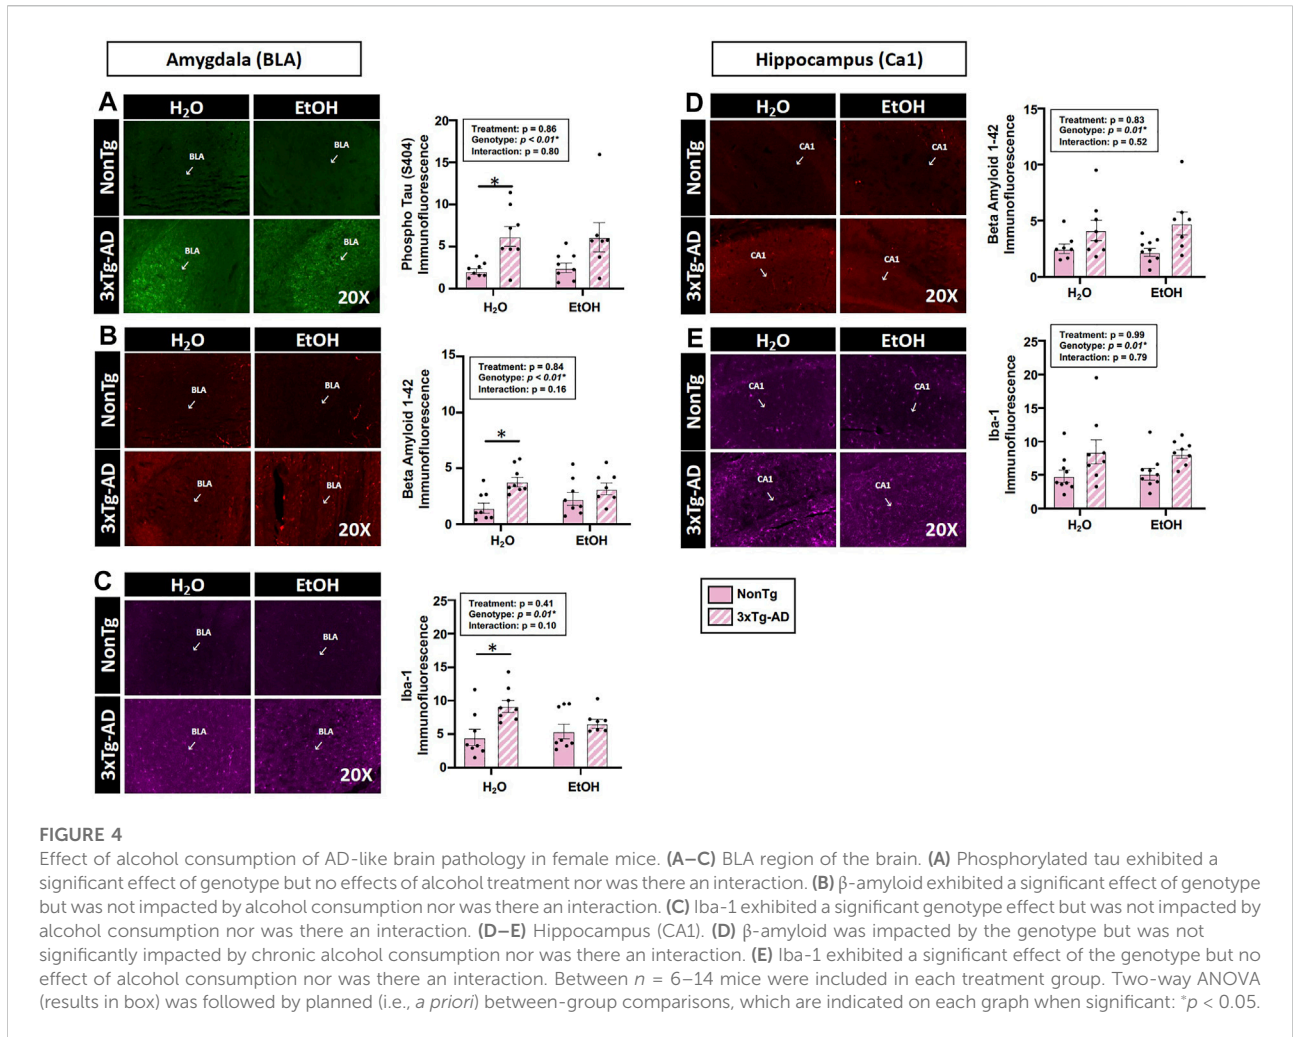 Amygdala (BLA)
A
H₂O EtOH
NonTg
BLA BLA
3xTg-AD
BLA BLA
20X
Phospho Tau (S404)
Immunofluorescence
20
15
10
5
0
Treatment: p = 0.86
Genotype: p < 0.01*
Interaction: p = 0.80
*
H₂O EtOH
B
H₂O EtOH
NonTg
BLA BLA
3xTg-AD
BLA BLA
20X
Beta Amyloid 1-42
Immunofluorescence
15
10
5
0
Treatment: p = 0.84
Genotype: p < 0.01*
Interaction: p = 0.16
*
H₂O EtOH
C
H₂O EtOH
NonTg
BLA BLA
3xTg-AD
BLA BLA
20X
Iba-1
Immunofluorescence
25
20
15
10
5
0
Treatment: p = 0.41
Genotype: p = 0.01*
Interaction: p = 0.10
*
H₂O EtOH
Hippocampus (Ca1)
D
H₂O EtOH
NonTg
CA1 CA1
3xTg-AD
CA1 CA1
20X
Beta Amyloid 1-42
Immunofluorescence
15
10
5
0
Treatment: p = 0.83
Genotype: p = 0.01*
Interaction: p = 0.52
H₂O EtOH
E
H₂O EtOH
NonTg
CA1 CA1
3xTg-AD
CA1 CA1
20X
Iba-1
Immunofluorescence
25
20
15
10
5
0
Treatment: p = 0.99
Genotype: p = 0.01*
Interaction: p = 0.79
H₂O EtOH
NonTg
3xTg-AD
FIGURE 4
Effect of alcohol consumption of AD-like brain pathology in female mice. (A–C) BLA region of the brain. (A) Phosphorylated tau exhibited a
significant effect of genotype but no effects of alcohol treatment nor was there an interaction. (B) β-amyloid exhibited a significant effect of genotype
but was not impacted by alcohol consumption nor was there an interaction. (C) Iba-1 exhibited a significant genotype effect but was not impacted by
alcohol consumption nor was there an interaction. (D–E) Hippocampus (CA1). (D) β-amyloid was impacted by the genotype but was not
significantly impacted by chronic alcohol consumption nor was there an interaction. (E) Iba-1 exhibited a significant effect of the genotype but no
effect of alcohol consumption nor was there an interaction. Between n = 6–14 mice were included in each treatment group. Two-way ANOVA
(results in box) was followed by planned (i.e., a priori) between-group comparisons, which are indicated on each graph when significant: *p < 0.05.